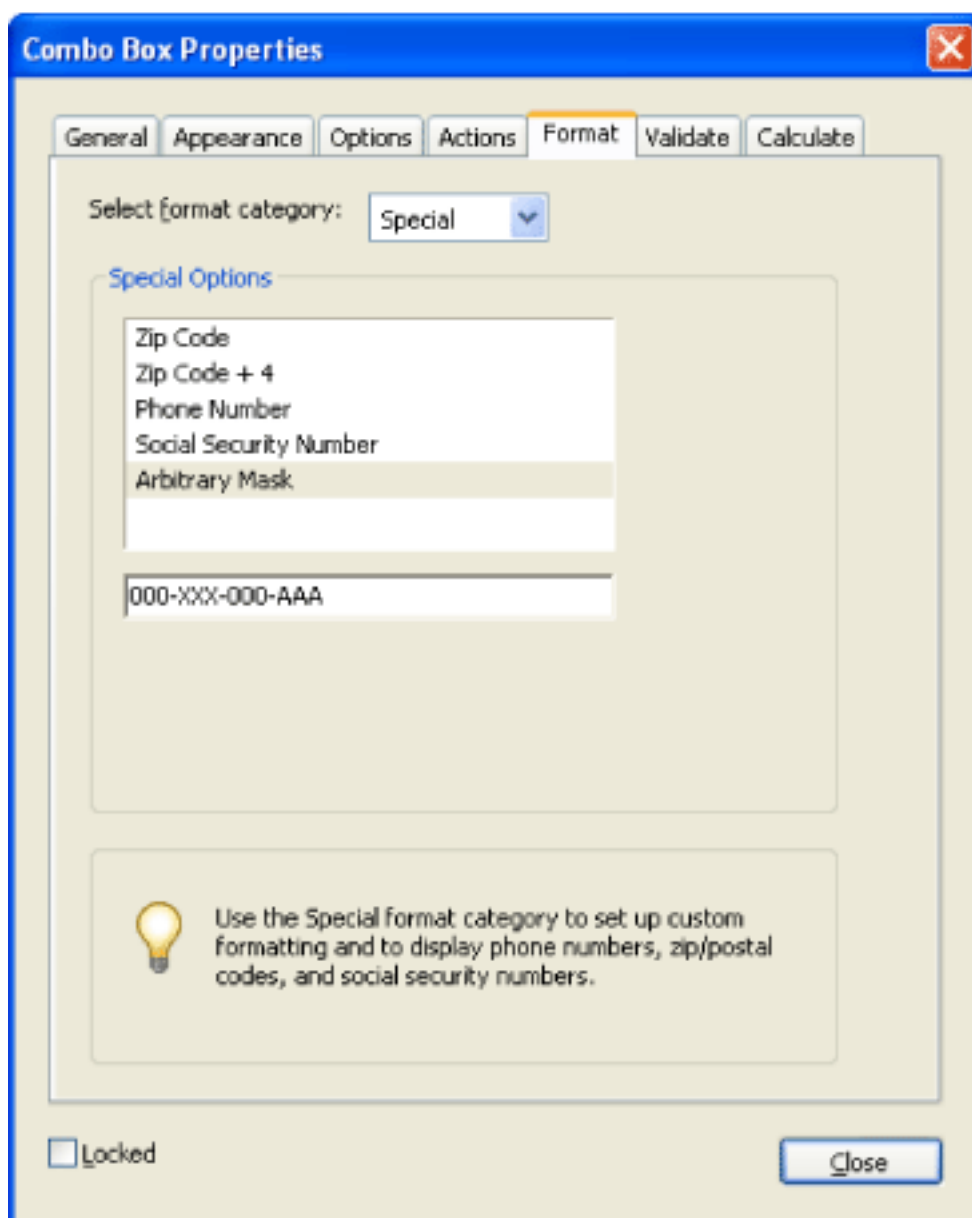 Combo Box Properties
General Appearance Options Actions Format Validate Calculate
Select format category: Special
Special Options
Zip Code
Zip Code + 4
Phone Number
Social Security Number
Arbitrary Mask
000-XXX-000-AAA
Use the Special format category to set up custom
formatting and to display phone numbers, zip/postal
codes, and social security numbers.
Locked
Close